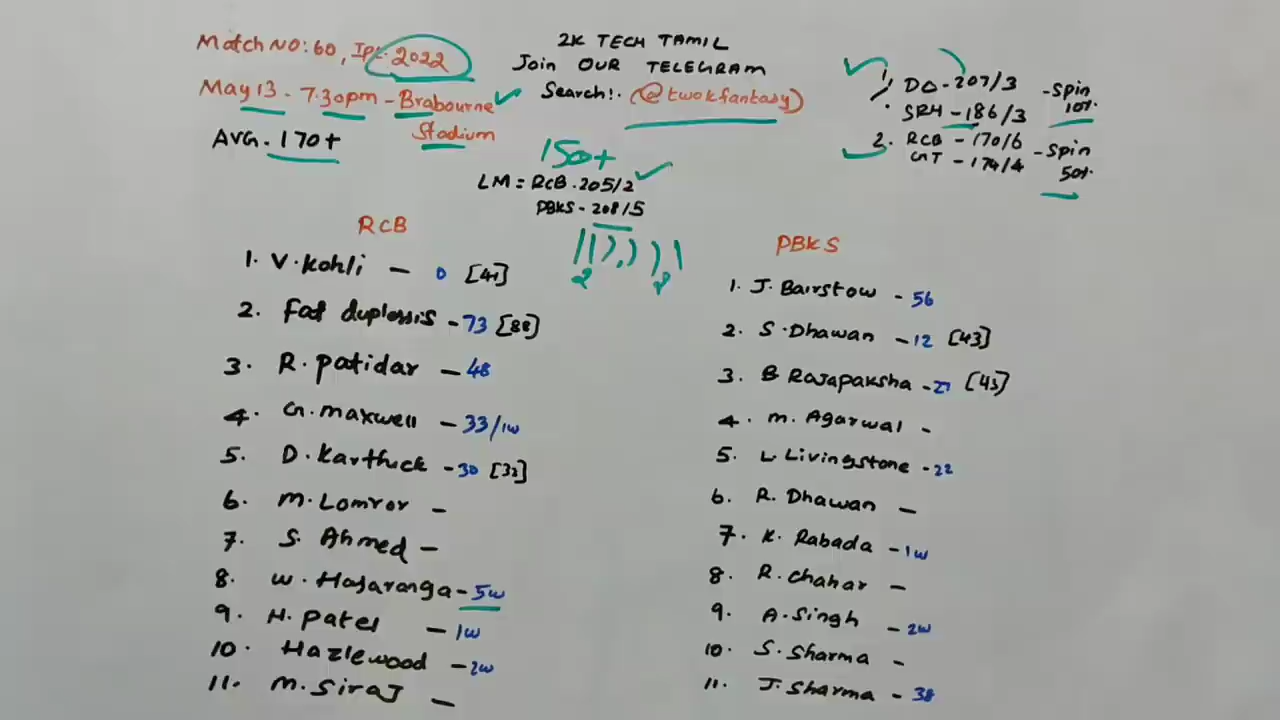 Match NO: 60, IPL 2022
May 13 - 7.30pm - Brabourne
Stadium
AVG. 170+
2K TECH TAMIL
Join OUR TELEGRAM
Search!. (@twokfantasy)
150+
LM = RCB. 205/2
PBKS - 208/5
2 8
1. DC - 207/3 - Spin
SRH - 186/3 10%.
2. RCB - 170/6 - Spin
GT - 174/4 50%.
RCB
1. V. Kohli - 0 [41]
2. Faf duplessis - 73 [88]
3. R. Patidar - 48
4. G. maxwell - 33/1w
5. D. Karthick - 30 [32]
6. M. Lomror -
7. S. Ahmed -
8. W. Hasaranga - 5w
9. H. Patel - 1w
10. Hazlewood - 2w
11. M. Siraj -
PBKS
1. J. Bairstow - 56
2. S. Dhawan - 12 [43]
3. B Rajapaksha - 27 [43]
4. M. Agarwal -
5. L Livingstone - 22
6. R. Dhawan -
7. K. Rabada - 1w
8. R. Chahar -
9. A. Singh - 2w
10. S. Sharma -
11. J. Sharma - 38